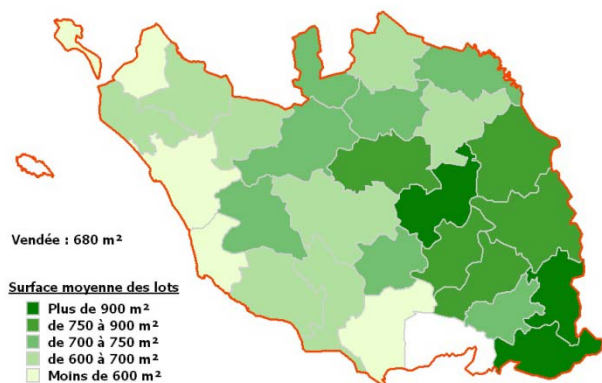 Vendée : 680 m²
Surface moyenne des lots
Plus de 900 m²
de 750 à 900 m²
de 700 à 750 m²
de 600 à 700 m²
Moins de 600 m²